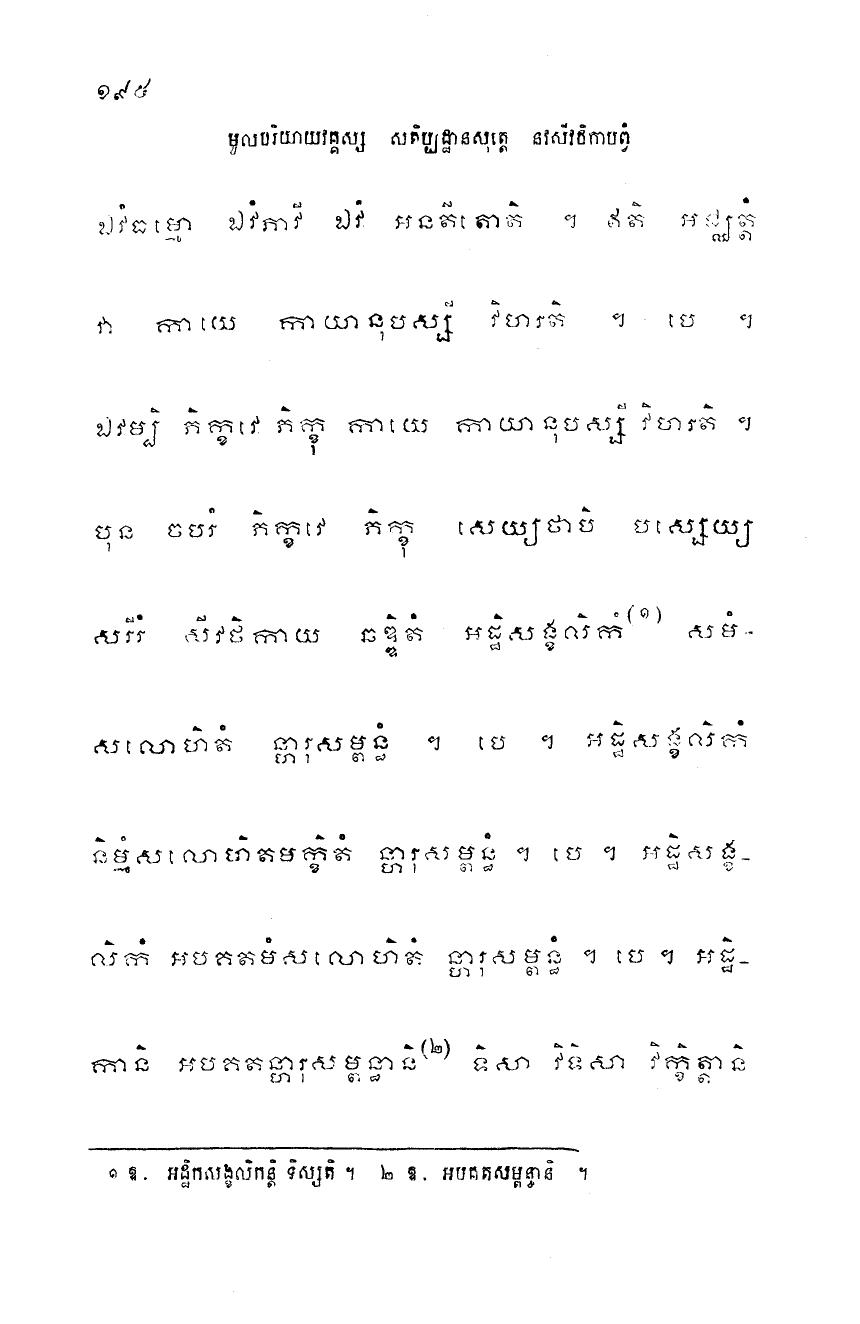 ១៩៥
មូលបរិយាយវគ្គស្ស សតិប្បដ្ឋានសុត្តេ នវសីវថិកាបព្វំ
ឯវំធម្មោ ឯវំភាវី ឯវំ អនតីតោតិ ។ ឥតិ អជ្ឈត្តំ
វា កាយេ កាយានុបស្សី វិហរតិ ។ បេ ។
ឯវម្បិ ភិក្ខវេ ភិក្ខុ កាយេ កាយានុបស្សី វិហរតិ ។
បុន ចបរំ ភិក្ខវេ ភិក្ខុ សេយ្យថាបិ បស្សេយ្យ
សរីរំ សីវថិកាយ ឆឌ្ឌិតំ អដ្ឋិសង្ខលិកំ(១) សមំ-
សលោហិតំ ន្ហារុសម្ពន្ធំ ។ បេ ។ អដ្ឋិសង្ខលិកំ
និម្មំសលោហិតមក្ខិតំ ន្ហារុសម្ពន្ធំ ។ បេ ។ អដ្ឋិសង្ខ-
លិកំ អបគតមំសលោហិតំ ន្ហារុសម្ពន្ធំ ។ បេ ។ អដ្ឋិ-
កានិ អបគតន្ហារុសម្ពន្ធានិ(២) ទិសា វិទិសា វិក្ខិត្តានិ
១ ឱ. អដ្ឋិកសង្ខលិកន្តិ ទិស្សតិ ។ ២ ឱ. អបគតសម្ពន្ធានិ ។